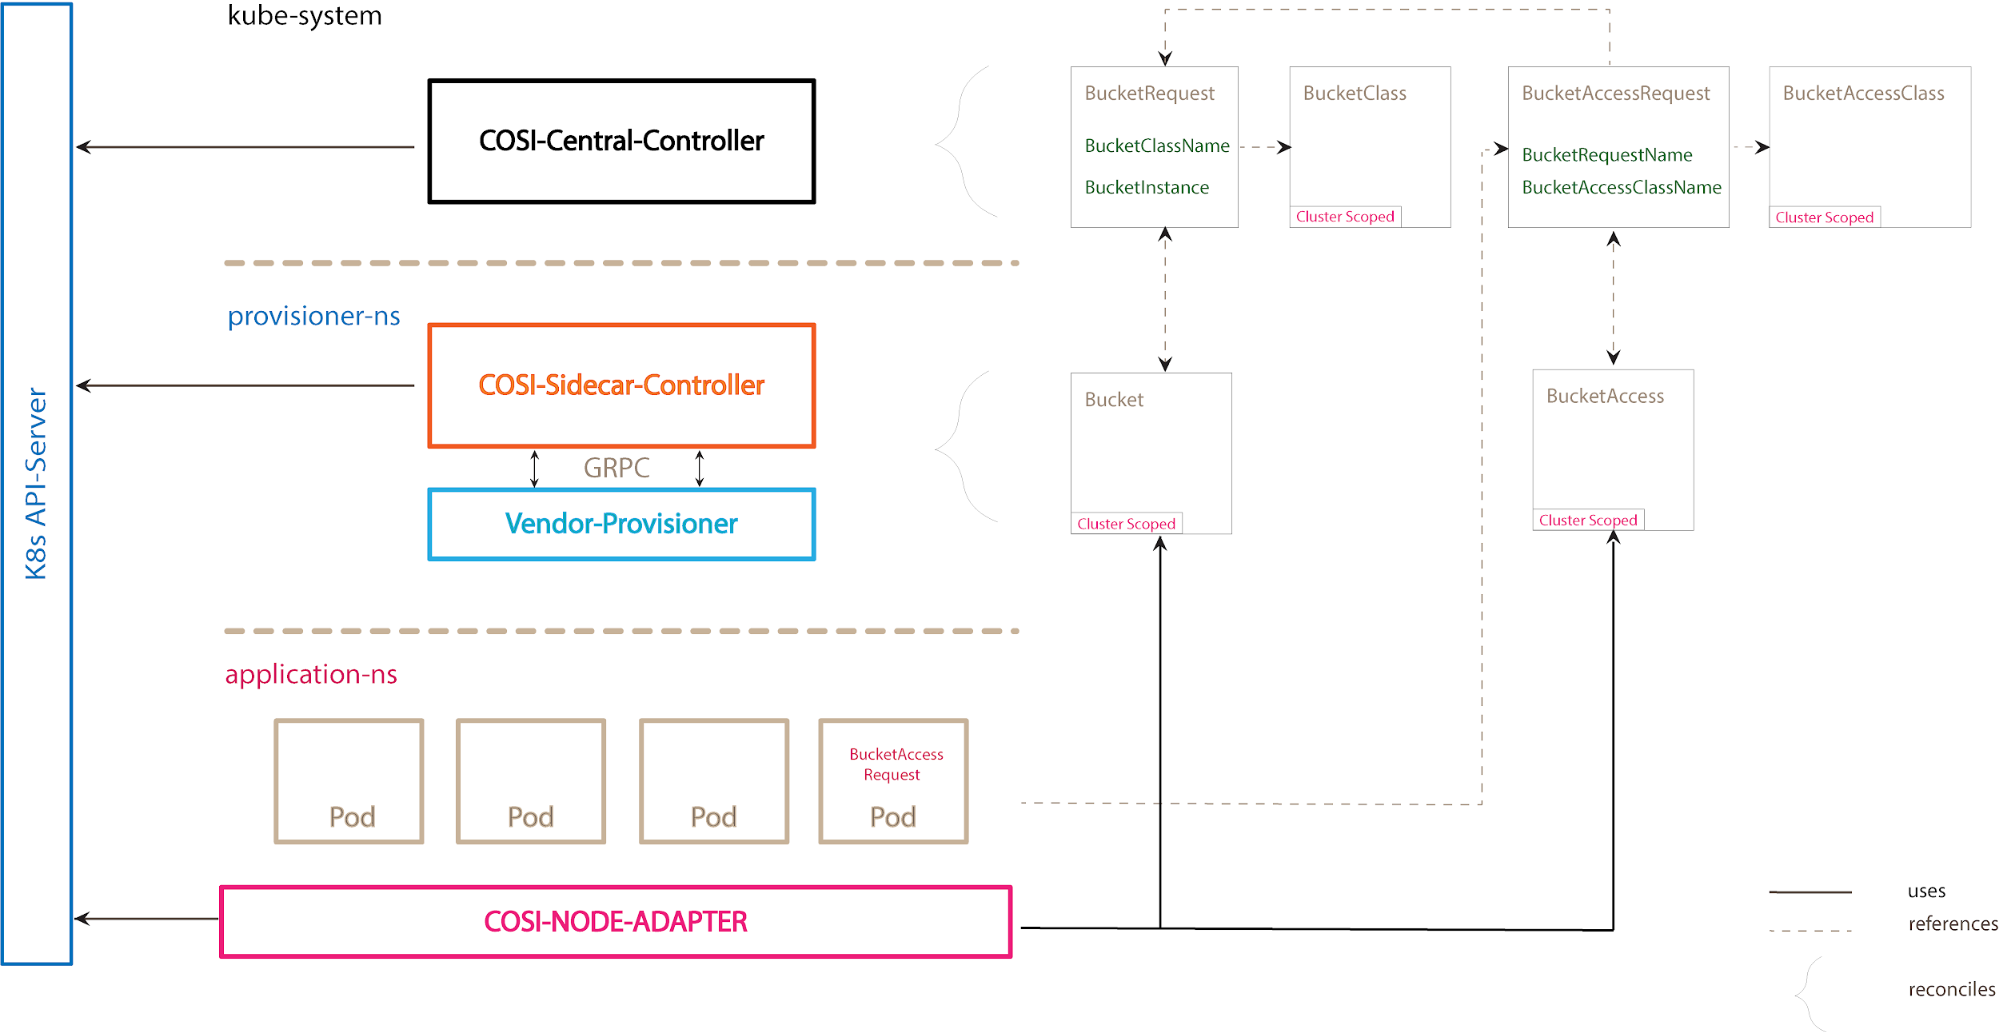 kube-system
COSI-Central-Controller
BucketRequest
BucketClassName
BucketInstance
BucketClass
Cluster Scoped
BucketAccessRequest
BucketRequestName
BucketAccessClassName
BucketAccessClass
Cluster Scoped
provisioner-ns
COSI-Sidecar-Controller
GRPC
Vendor-Provisioner
Bucket
Cluster Scoped
BucketAccess
Cluster Scoped
K8s API-Server
application-ns
Pod
Pod
Pod
BucketAccess
Request
Pod
COSI-NODE-ADAPTER
uses
references
reconciles